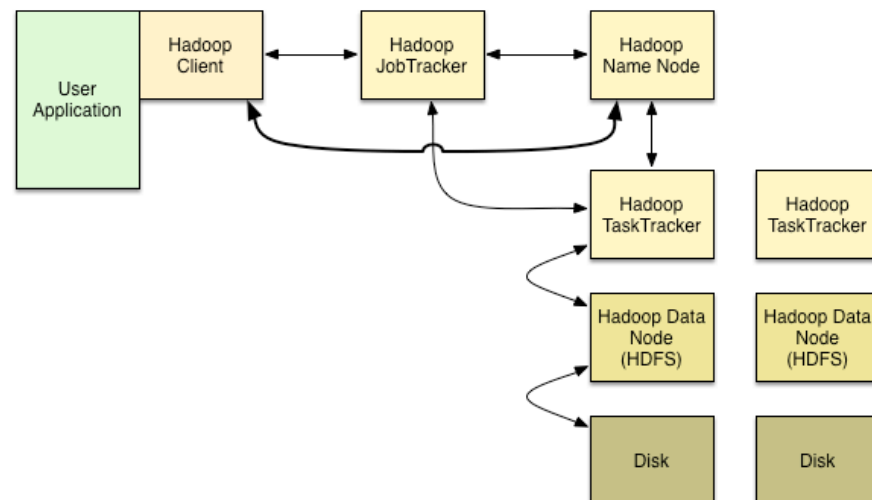 User
Application
Hadoop
Client
Hadoop
JobTracker
Hadoop
Name Node
Hadoop
TaskTracker
Hadoop
TaskTracker
Hadoop Data
Node
(HDFS)
Hadoop Data
Node
(HDFS)
Disk
Disk